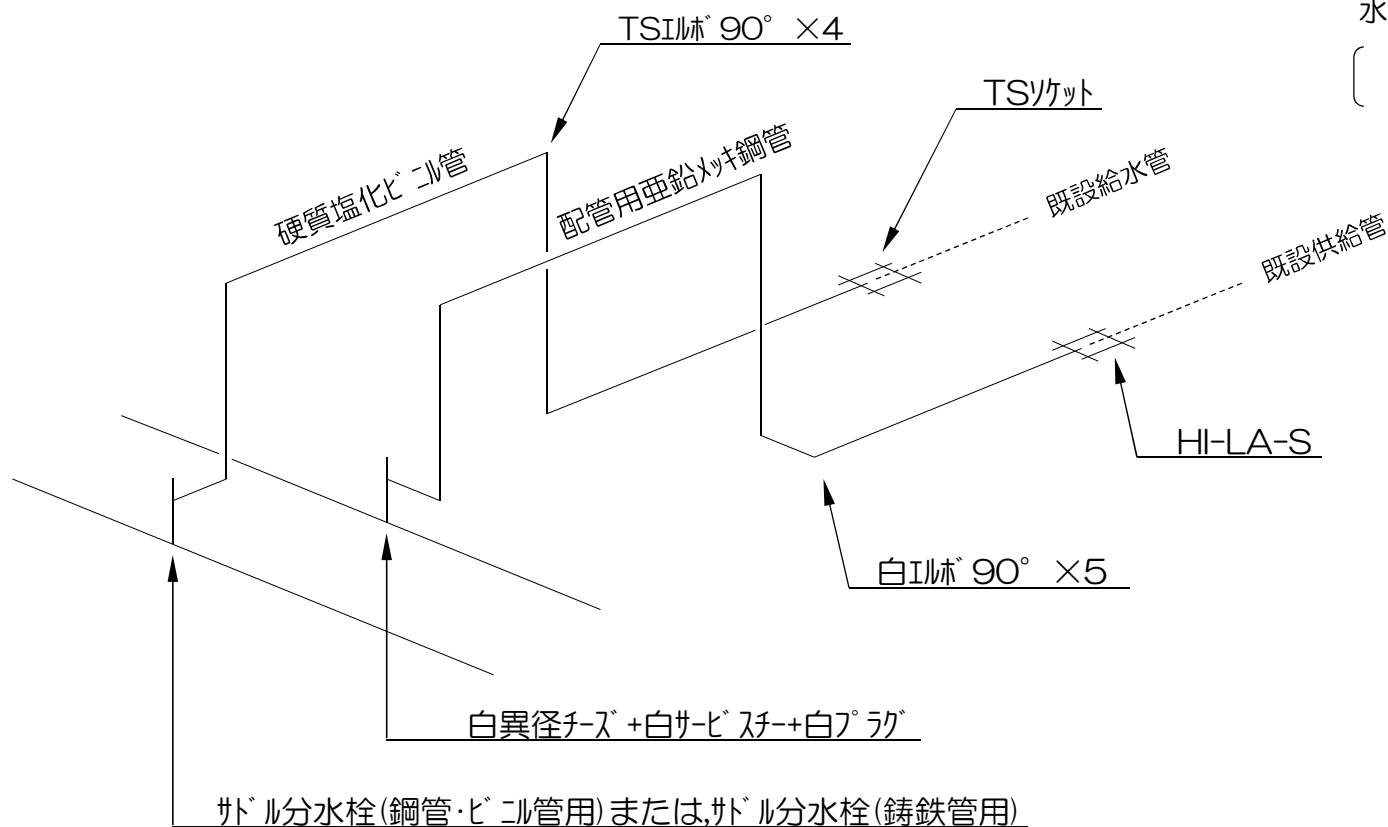 水
TSｴﾙﾎﾞ 90° ×4
TSｿｹｯﾄ
硬質塩化ﾋﾞﾆﾙ管
配管用亜鉛ﾒｯｷ鋼管
既設給水管
既設供給管
HI-LA-S
白ｴﾙﾎﾞ 90° ×5
白異径ﾁｰｽﾞ+白ｻｰﾋﾞｽﾁｰ+白ﾌﾟﾗｸﾞ
ｻﾄﾞﾙ分水栓(鋼管･ﾋﾞﾆﾙ管用)または,ｻﾄﾞﾙ分水栓(鋳鉄管用)